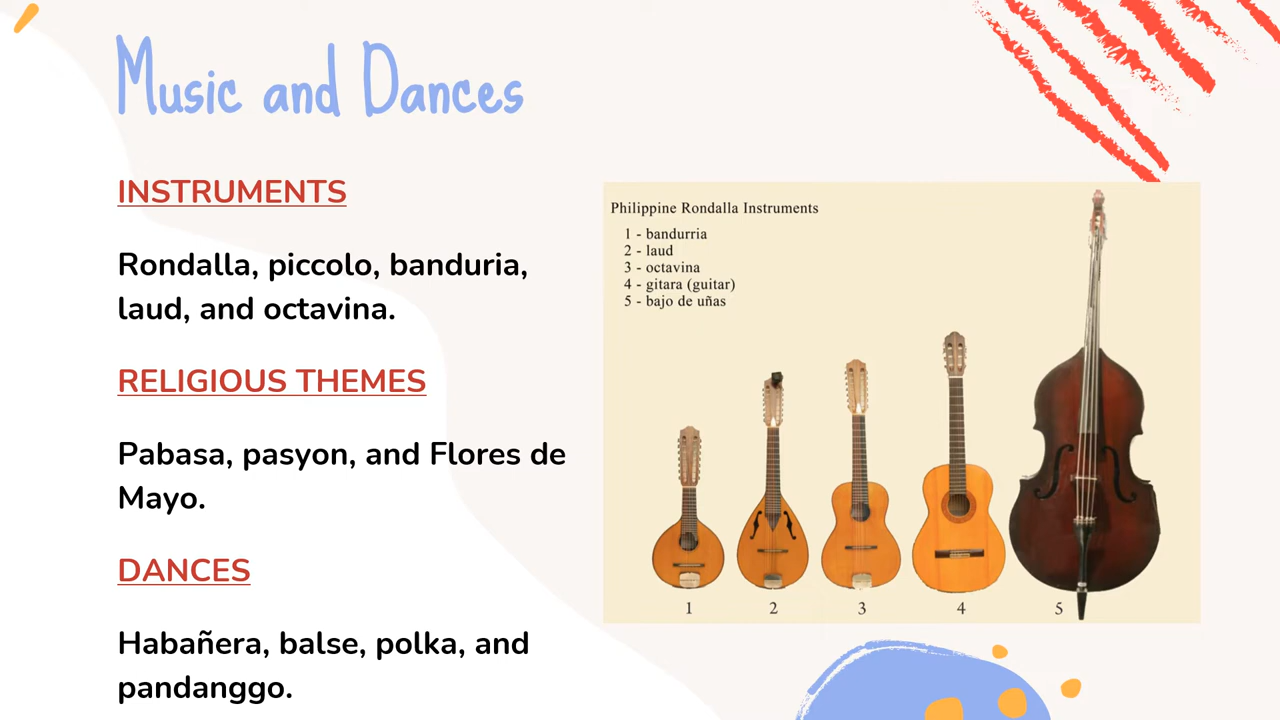 Music and Dances
INSTRUMENTS
Rondalla, piccolo, banduria,
laud, and octavina.
RELIGIOUS THEMES
Pabasa, pasyon, and Flores de
Mayo.
DANCES
Habañera, balse, polka, and
pandanggo.
Philippine Rondalla Instruments
1 - bandurria
2 - laud
3 - octavina
4 - gitara (guitar)
5 - bajo de uñas
1 2 3 4 5